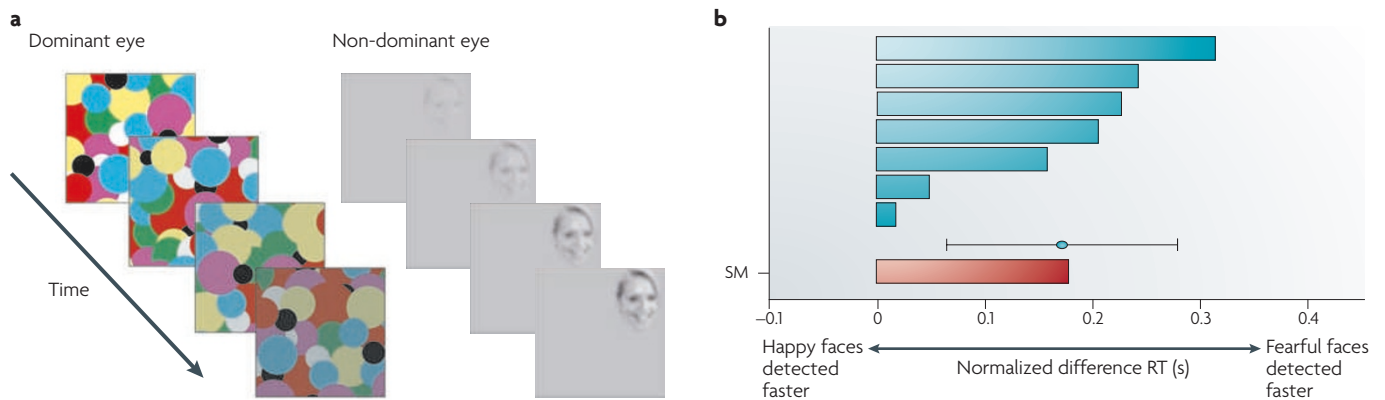 a
Dominant eye
Non-dominant eye
Time
b
SM
–0.1
0
0.1
0.2
0.3
0.4
Happy faces
detected
faster
Normalized difference RT (s)
Fearful faces
detected
faster